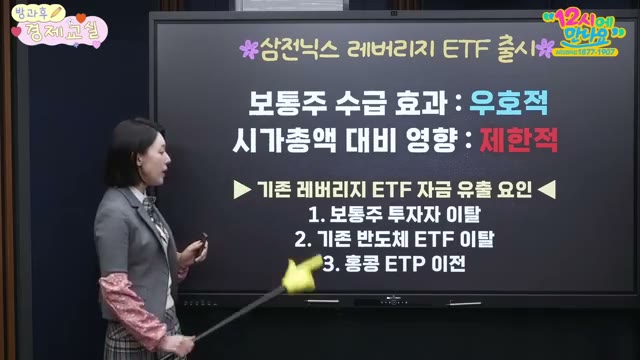 방과후
경제교실
"12시에
만나요"
1877-1907
*삼전닉스 레버리지 ETF 출시*
보통주 수급 효과 : 우호적
시가총액 대비 영향 : 제한적
▶ 기존 레버리지 ETF 자금 유출 요인 ◀
1. 보통주 투자자 이탈
2. 기존 반도체 ETF 이탈
3. 홍콩 ETP 이전